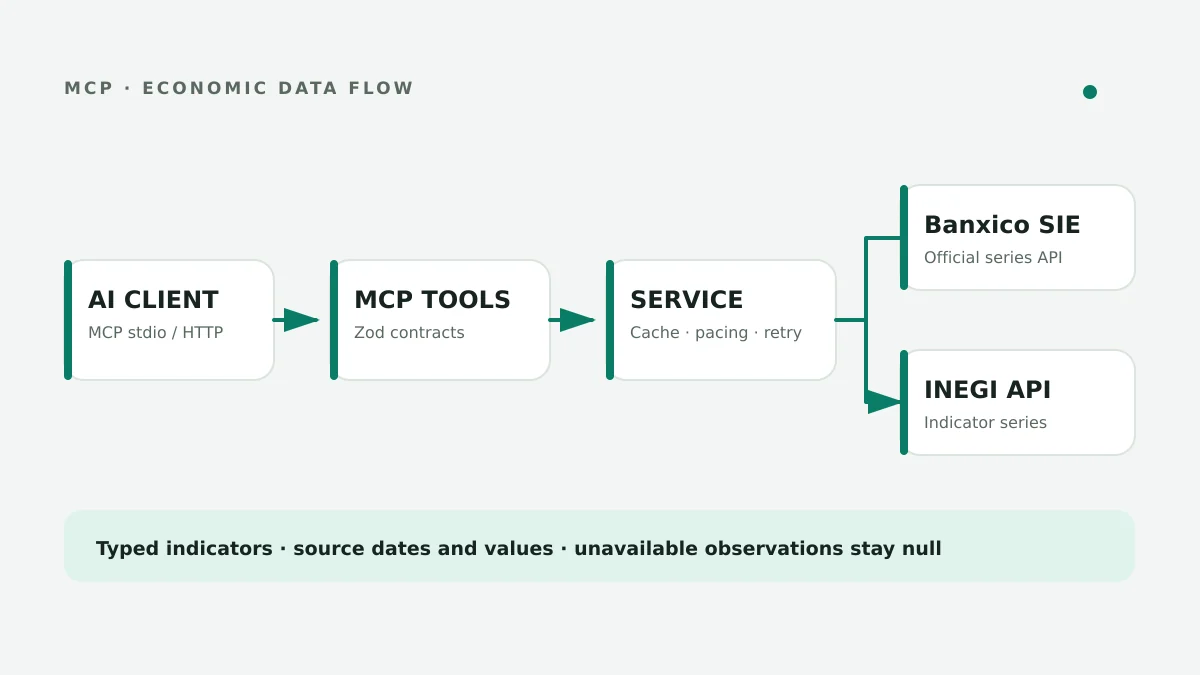 MCP · ECONOMIC DATA FLOW
AI CLIENT
MCP stdio / HTTP
MCP TOOLS
Zod contracts
SERVICE
Cache · pacing · retry
Banxico SIE
Official series API
INEGI API
Indicator series
Typed indicators · source dates and values · unavailable observations stay null